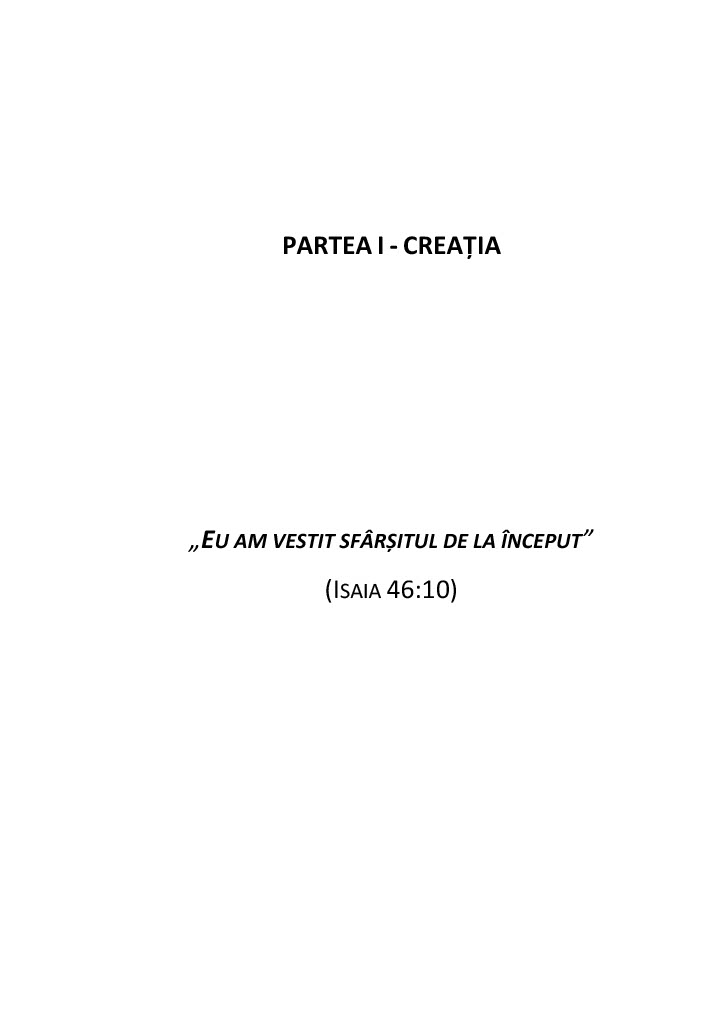 PARTEA I - CREAȚIA
„EU AM VESTIT SFÂRȘITUL DE LA ÎNCEPUT”
(ISAIA 46:10)